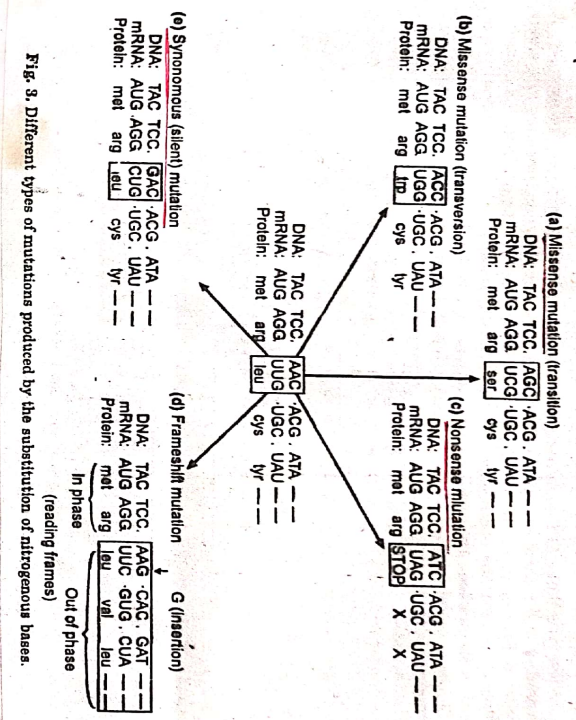 (a) Missense mutation (transition)
DNA: TAC TCC. AGC ·ACG . ATA — —
mRNA: AUG AGG. UCG ·UGC . UAU — —
Protein: met arg ser cys tyr — —
(b) Missense mutation (transversion)
DNA: TAC TCC. ACC ·ACG . ATA — —
mRNA: AUG AGG. UGG ·UGC . UAU — —
Protein: met arg trp cys tyr — —
(c) Nonsense mlutation
DNA: TAC TCC. ATC ·ACG . ATA — —
mRNA: AUG AGG. UAG ·UGC . UAU — —
Protein: met arg STOP X X
DNA: TAC TCC. AAC ·ACG . ATA — —
mRNA: AUG AGG. UUG ·UGC . UAU — —
Protein: met arg leu cys tyr — —
(e) Synonomous (silent) mutation
DNA: TAC TCC. GAC ·ACG . ATA — —
mRNA: AUG .AGG. CUG ·UGC . UAU — —
Protein: met arg leu cys tyr — —
(d) Frameshift mutation
G (insertion)
DNA: TAC TCC. AAG ·CAC . GAT — —
mRNA: AUG AGG. UUC ·GUG . CUA — —
Protein: met arg leu val leu — —
In phase Out of phase
(reading frames)
Fig. 3. Different types of mutations produced by the substitution of nitrogenous bases.